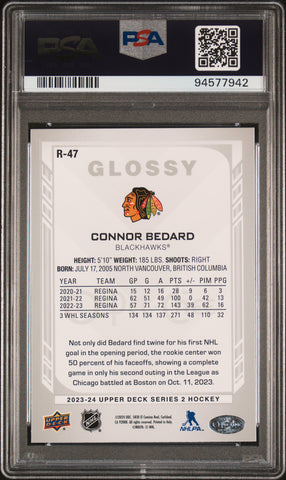 PSA
PSA
94577942
R-47
GLOSSY
CONNOR BEDARD
BLACKHAWKS®
HEIGHT: 5'10" WEIGHT: 185 LBS. SHOOTS: RIGHT
BORN: JULY 17, 2005 NORTH VANCOUVER, BRITISH COLUMBIA
YEAR TEAM GP G A PTS +/- PIM PPG
2020-21 REGINA 15 12 16 28 9 6 3
2021-22 REGINA 62 51 49 100 0 42 13
2022-23 REGINA 57 71 72 143 39 62 16
3 WHL SEASONS 134 134 137 271 48 110 32
Not only did Bedard find twine for his first NHL
goal in the opening period, the rookie center won
50 percent of his faceoffs, showing a complete
game in only his second outing in the League as
Chicago battled at Boston on Oct. 11, 2023.
2023-24 UPPER DECK SERIES 2 HOCKEY
UPPER DECK
NHL
NHLPA